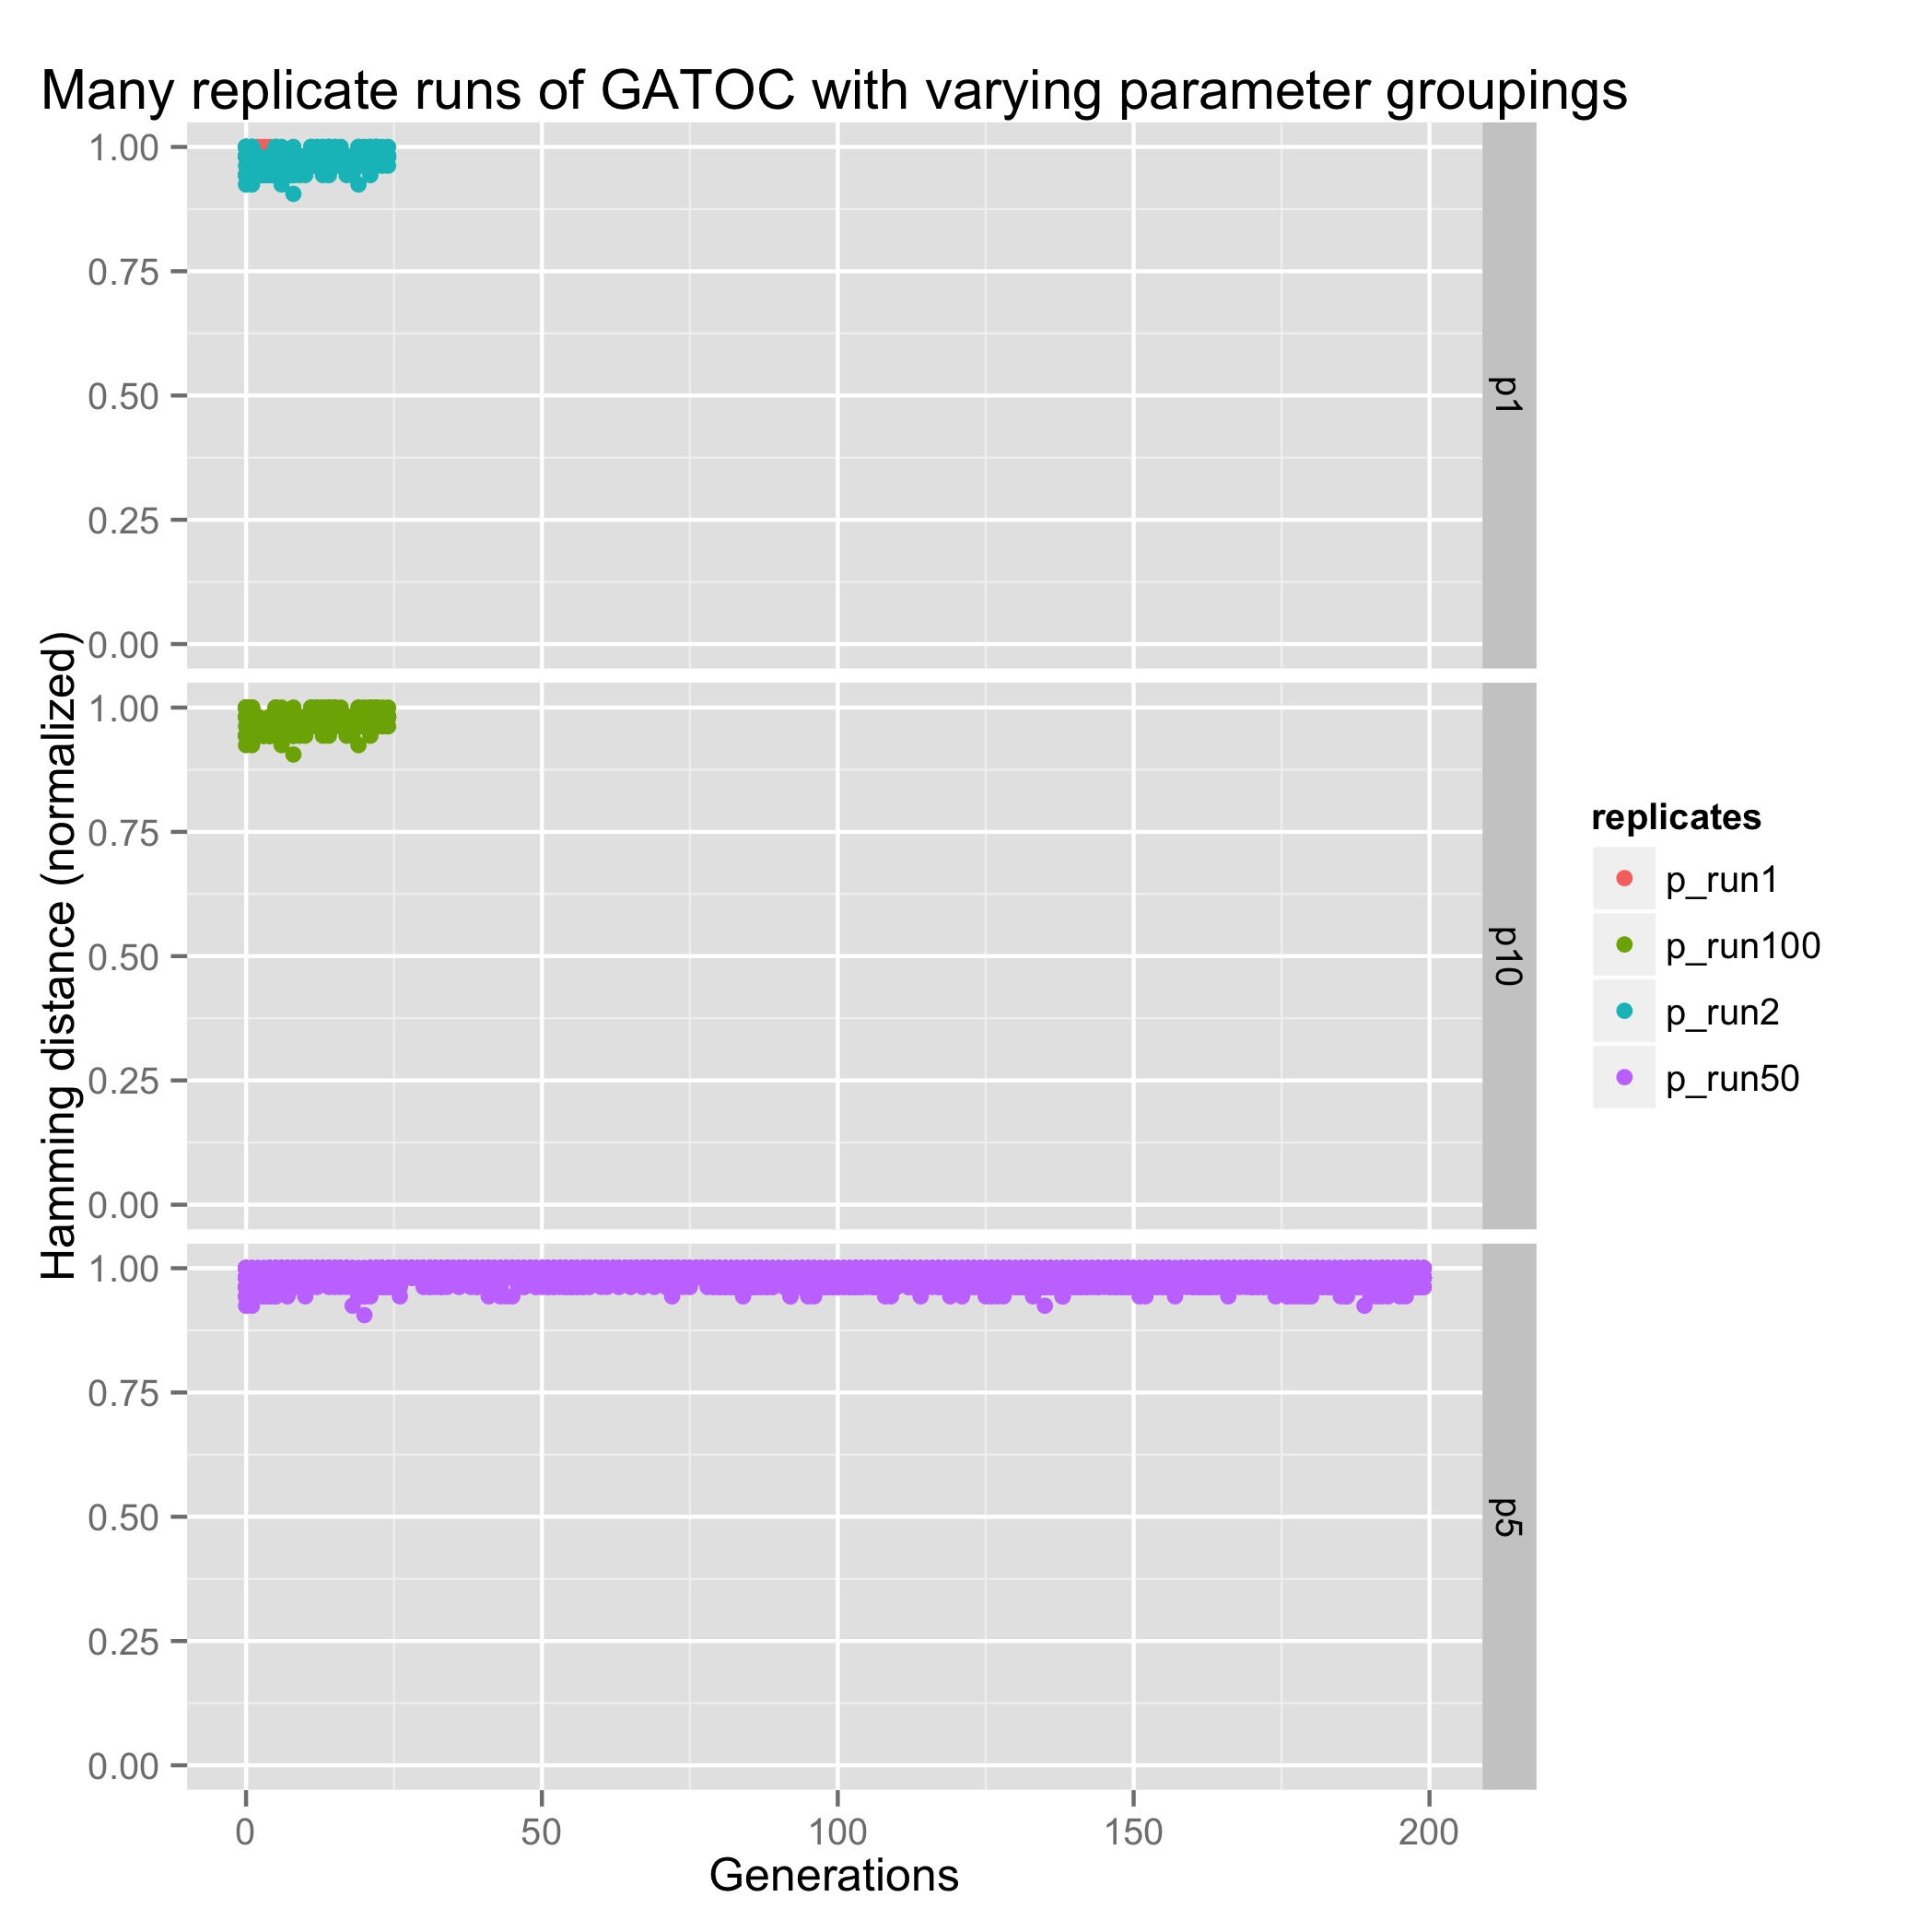 Many replicate runs of GATOC with varying parameter groupings
1.00
0.75
0.50
0.25
0.00
p1
1.00
0.75
0.50
0.25
0.00
p10
1.00
0.75
0.50
0.25
0.00
p5
Hamming distance (normalized)
0 50 100 150 200
Generations
replicates
p_run1
p_run100
p_run2
p_run50